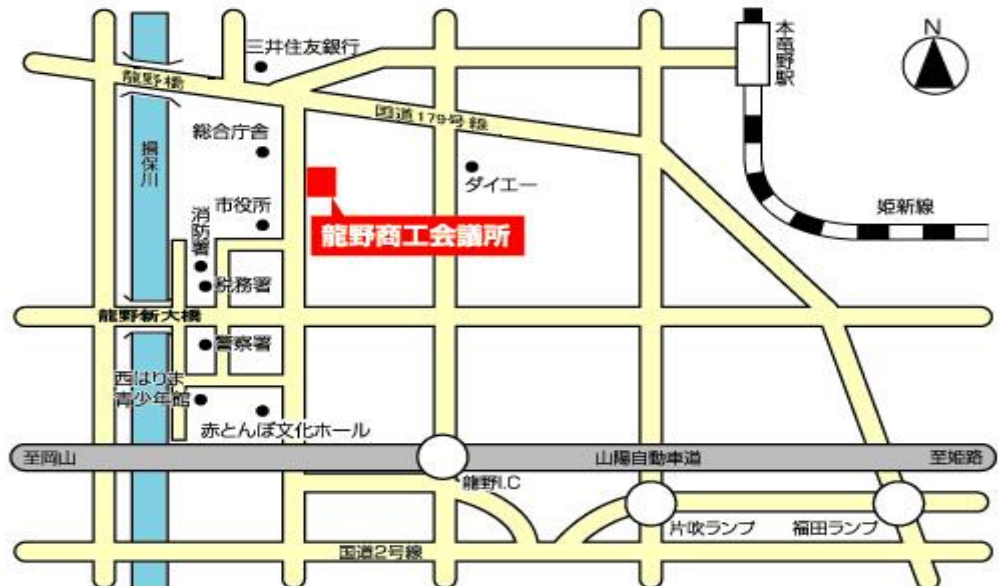 三井住友銀行
本竜野駅
N
龍野橋
国道179号線
総合庁舎
揖保川
ダイエー
市役所
消防署
姫新線
龍野商工会議所
税務署
龍野新大橋
警察署
西はりま
青少年館
赤とんぼ文化ホール
至岡山
山陽自動車道
至姫路
龍野I.C
片吹ランプ
福田ランプ
国道2号線